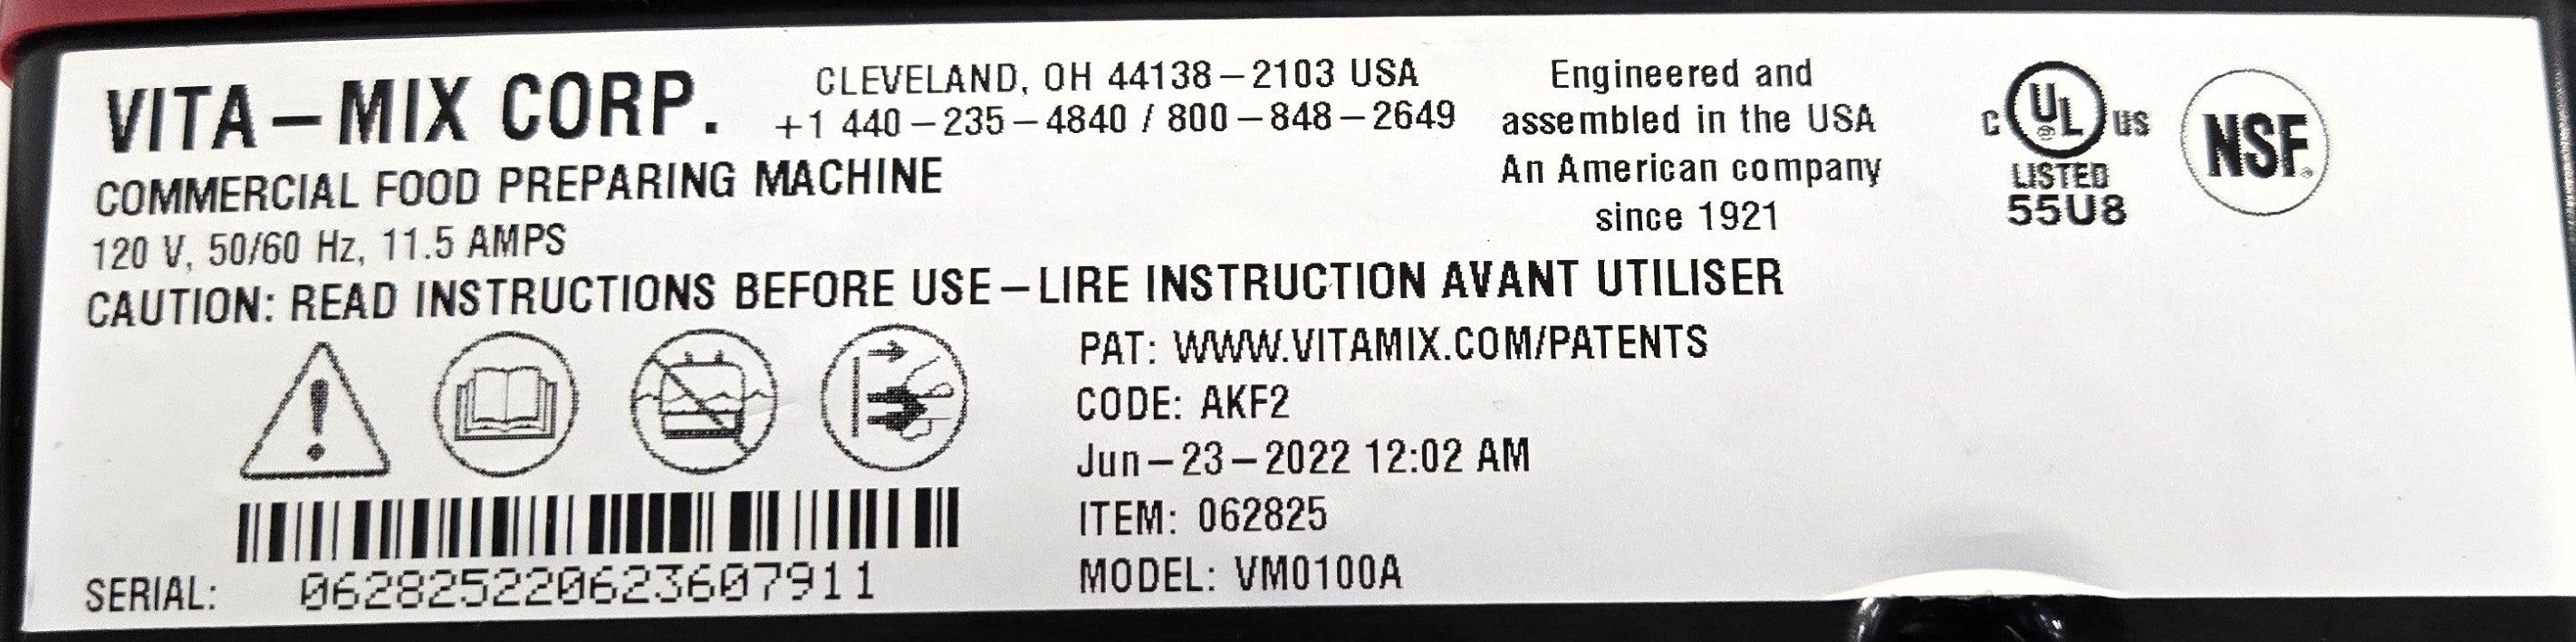 VITA-MIX CORP.
CLEVELAND, OH 44138-2103 USA
+1 440-235-4840 / 800-848-2649
Engineered and
assembled in the USA
An American company
since 1921
C UL US
LISTED
55U8
NSF
COMMERCIAL FOOD PREPARING MACHINE
120 V, 50/60 Hz, 11.5 AMPS
CAUTION: READ INSTRUCTIONS BEFORE USE-LIRE INSTRUCTION AVANT UTILISER
PAT: WWW.VITAMIX.COM/PATENTS
CODE: AKF2
Jun-23-2022 12:02 AM
ITEM: 062825
MODEL: VM0100A
SERIAL: 062825220623607911